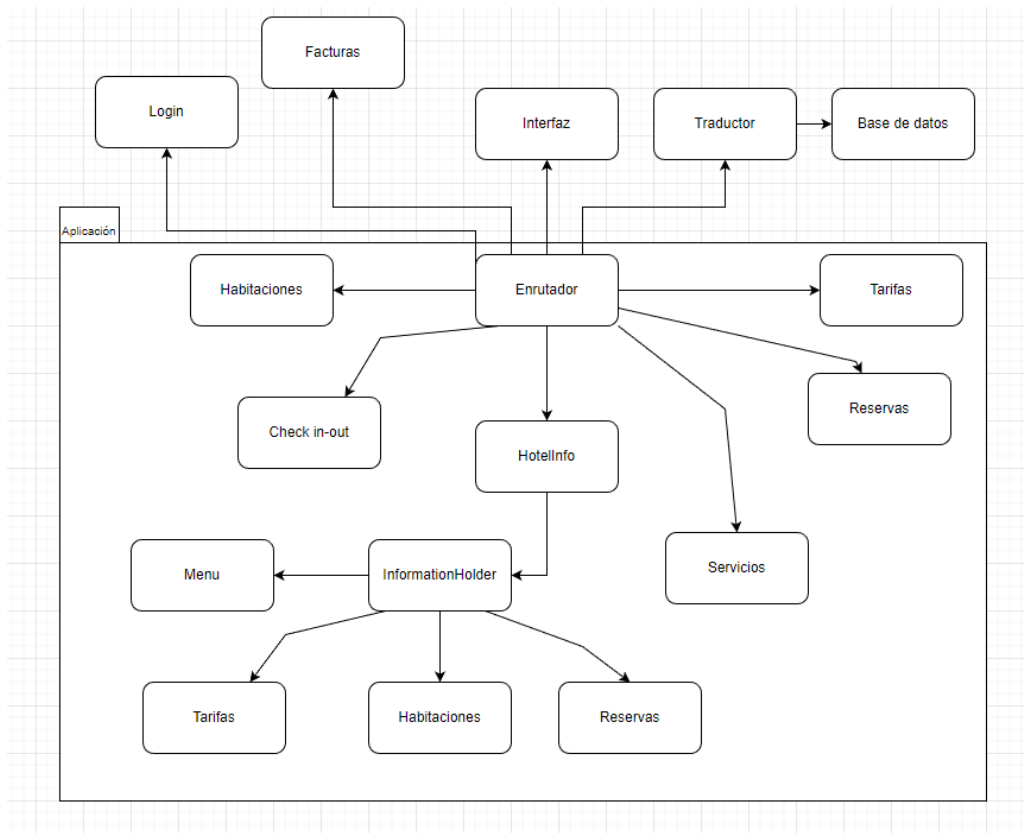 Facturas
Login
Interfaz
Traductor
Base de datos
Aplicación
Habitaciones
Enrutador
Tarifas
Reservas
Check in-out
HotelInfo
Servicios
Menu
InformationHolder
Tarifas
Habitaciones
Reservas